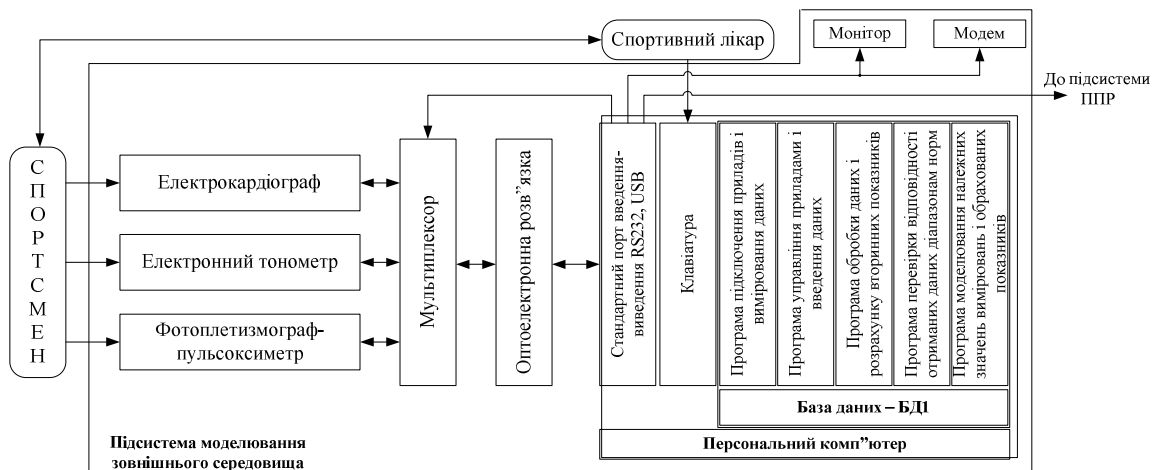 Спортивний лікар
Монітор
Модем
До підсистеми
ППР
СПОРТСМЕН
Електрокардіограф
Електронний тонометр
Фотоплетизмограф-
пульсоксиметр
Мультиплексор
Оптоелектронна розв”язка
Стандартний порт введення-
виведення RS232, USB
Клавіатура
Програма підключення приладів і
вимірювання даних
Програма управління приладами і
введення даних
Програма обробки даних і
розрахунку вторинних показників
Програма перевірки відповідності
отриманих даних діапазонам норм
Програма моделювання належних
значень вимірювань і обрахованих
показників
База даних – БД1
Персональний комп”ютер
Підсистема моделювання
зовнішнього середовища